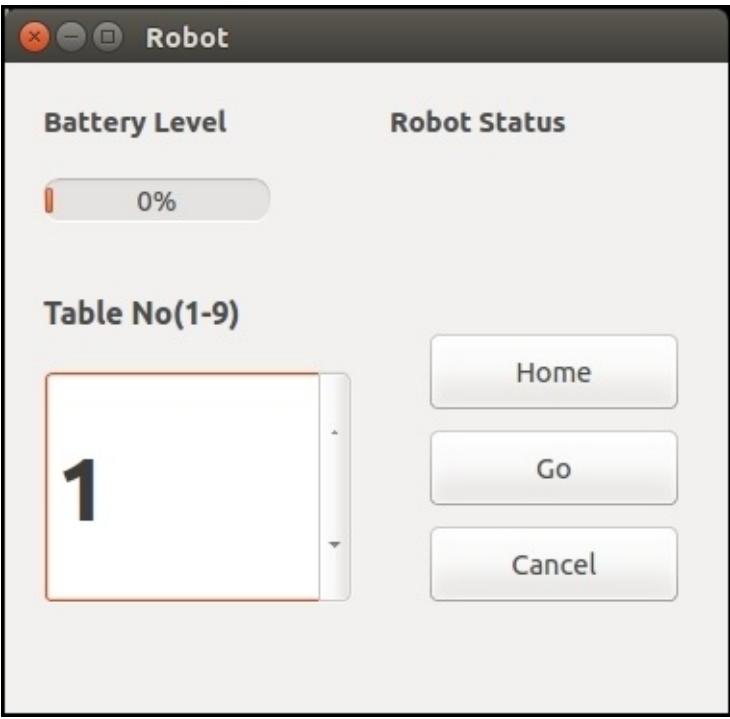 Robot
Battery Level
Robot Status
0%
Table No(1-9)
1
Home
Go
Cancel